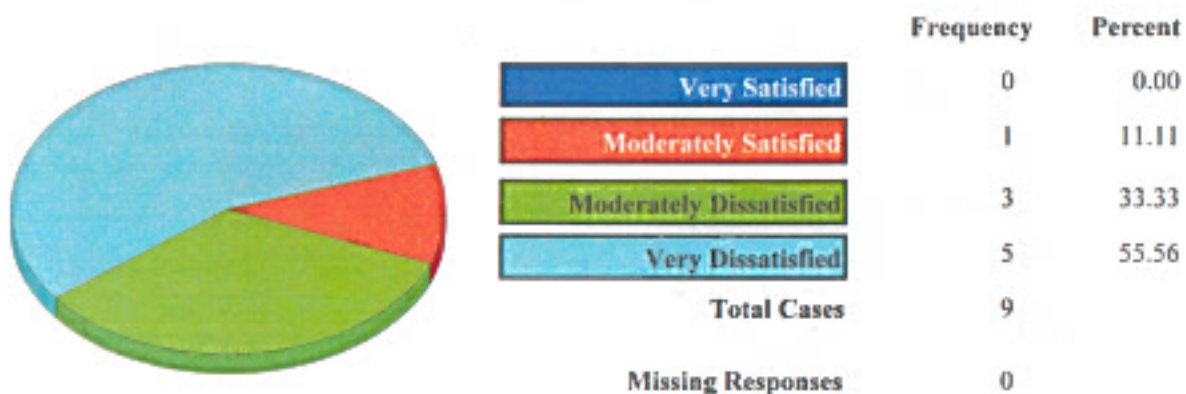 Frequency Percent
Very Satisfied 0 0.00
Moderately Satisfied 1 11.11
Moderately Dissatisfied 3 33.33
Very Dissatisfied 5 55.56
Total Cases 9
Missing Responses 0